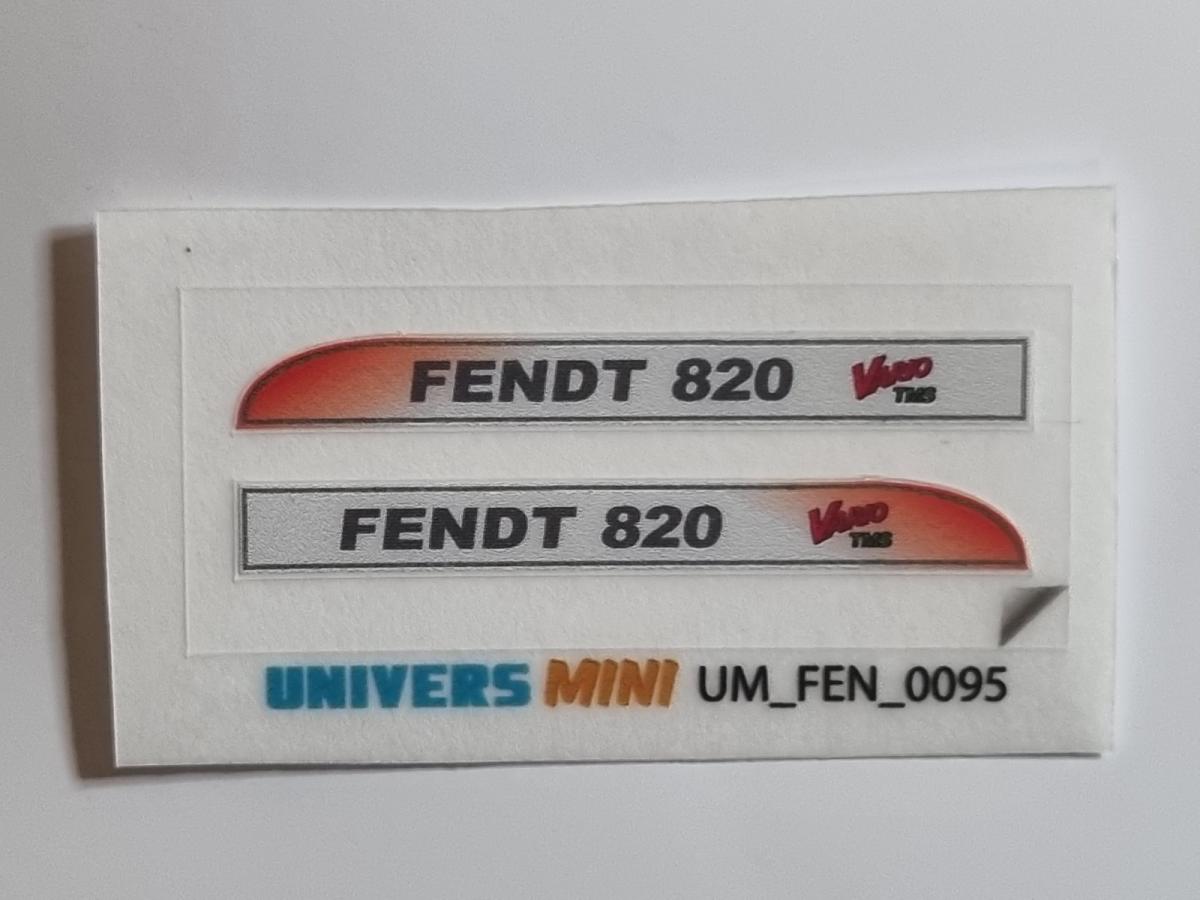 FENDT 820 VARIO TMS
FENDT 820 VARIO TMS
UNIVERS MINI UM_FEN_0095